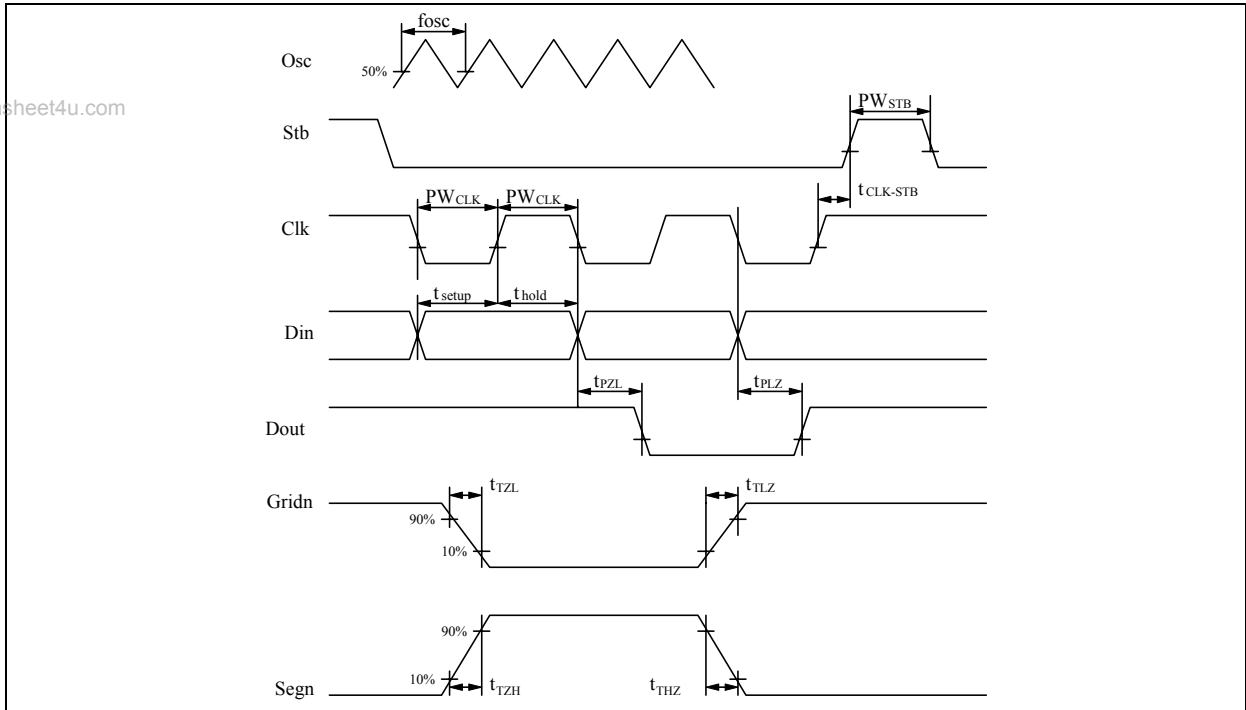 fosc
Osc
50%
asheet4u.com
PWSTB
Stb
tCLK-STB
PWCLK PWCLK
Clk
tsetup thold
Din
tPZL tPLZ
Dout
tTZL tTLZ
Gridn
90%
10%
90%
10%
Segn tTZH tTHZ